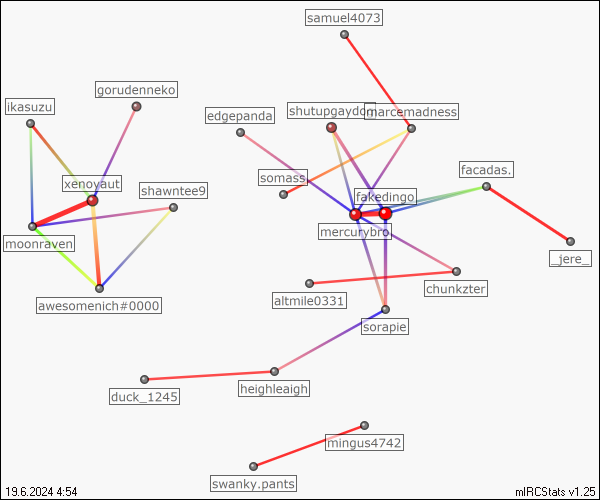 samuel4073
gorudenneko
ikasuzu
edgepanda
marcemadness
facadas.
somass
xenoyaut
shawntee9
fakedingo.
mercurybro
moonraven
_jere_
chunkzter
altmile0331
awesomenich#0000
sorapie
heighleaigh
duck_1245
mingus4742
swanky.pants
19.6.2024 4:54
mIRCStats v1.25